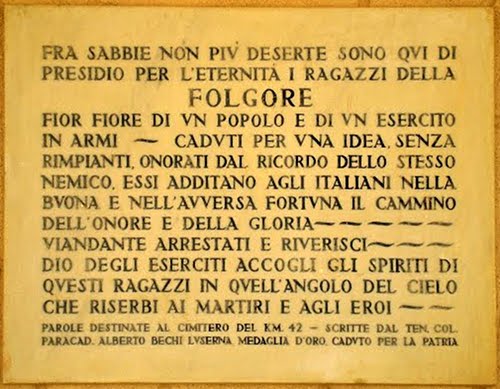 FRA SABBIE NON PIV DESERTE SONO QVI DI
PRESIDIO PER L'ETERNITÀ I RAGAZZI DELLA
FOLGORE
FIOR FIORE DI VN POPOLO E DI VN ESERCITO
IN ARMI — CADVTI PER VNA IDEA, SENZA
RIMPIANTI, ONORATI DAL RICORDO DELLO STESSO
NEMICO, ESSI ADDITANO AGLI ITALIANI NELLA
BVONA E NELL'AVVERSA FORTVNA IL CAMMINO
DELL'ONORE E DELLA GLORIA—————
VIANDANTE ARRESTATI E RIVERISCI———
DIO DEGLI ESERCITI ACCOGLI GLI SPIRITI DI
QVESTI RAGAZZI IN QVELL'ANGOLO DEL CIELO
CHE RISERBI AI MARTIRI E AGLI EROI — —
PAROLE DESTINATE AL CIMITERO DEL KM. 42 – SCRITTE DAL TEN. COL.
PARACAD. ALBERTO BECHI LVSERNA MEDAGLIA D'ORO, CADVTO PER LA PATRIA